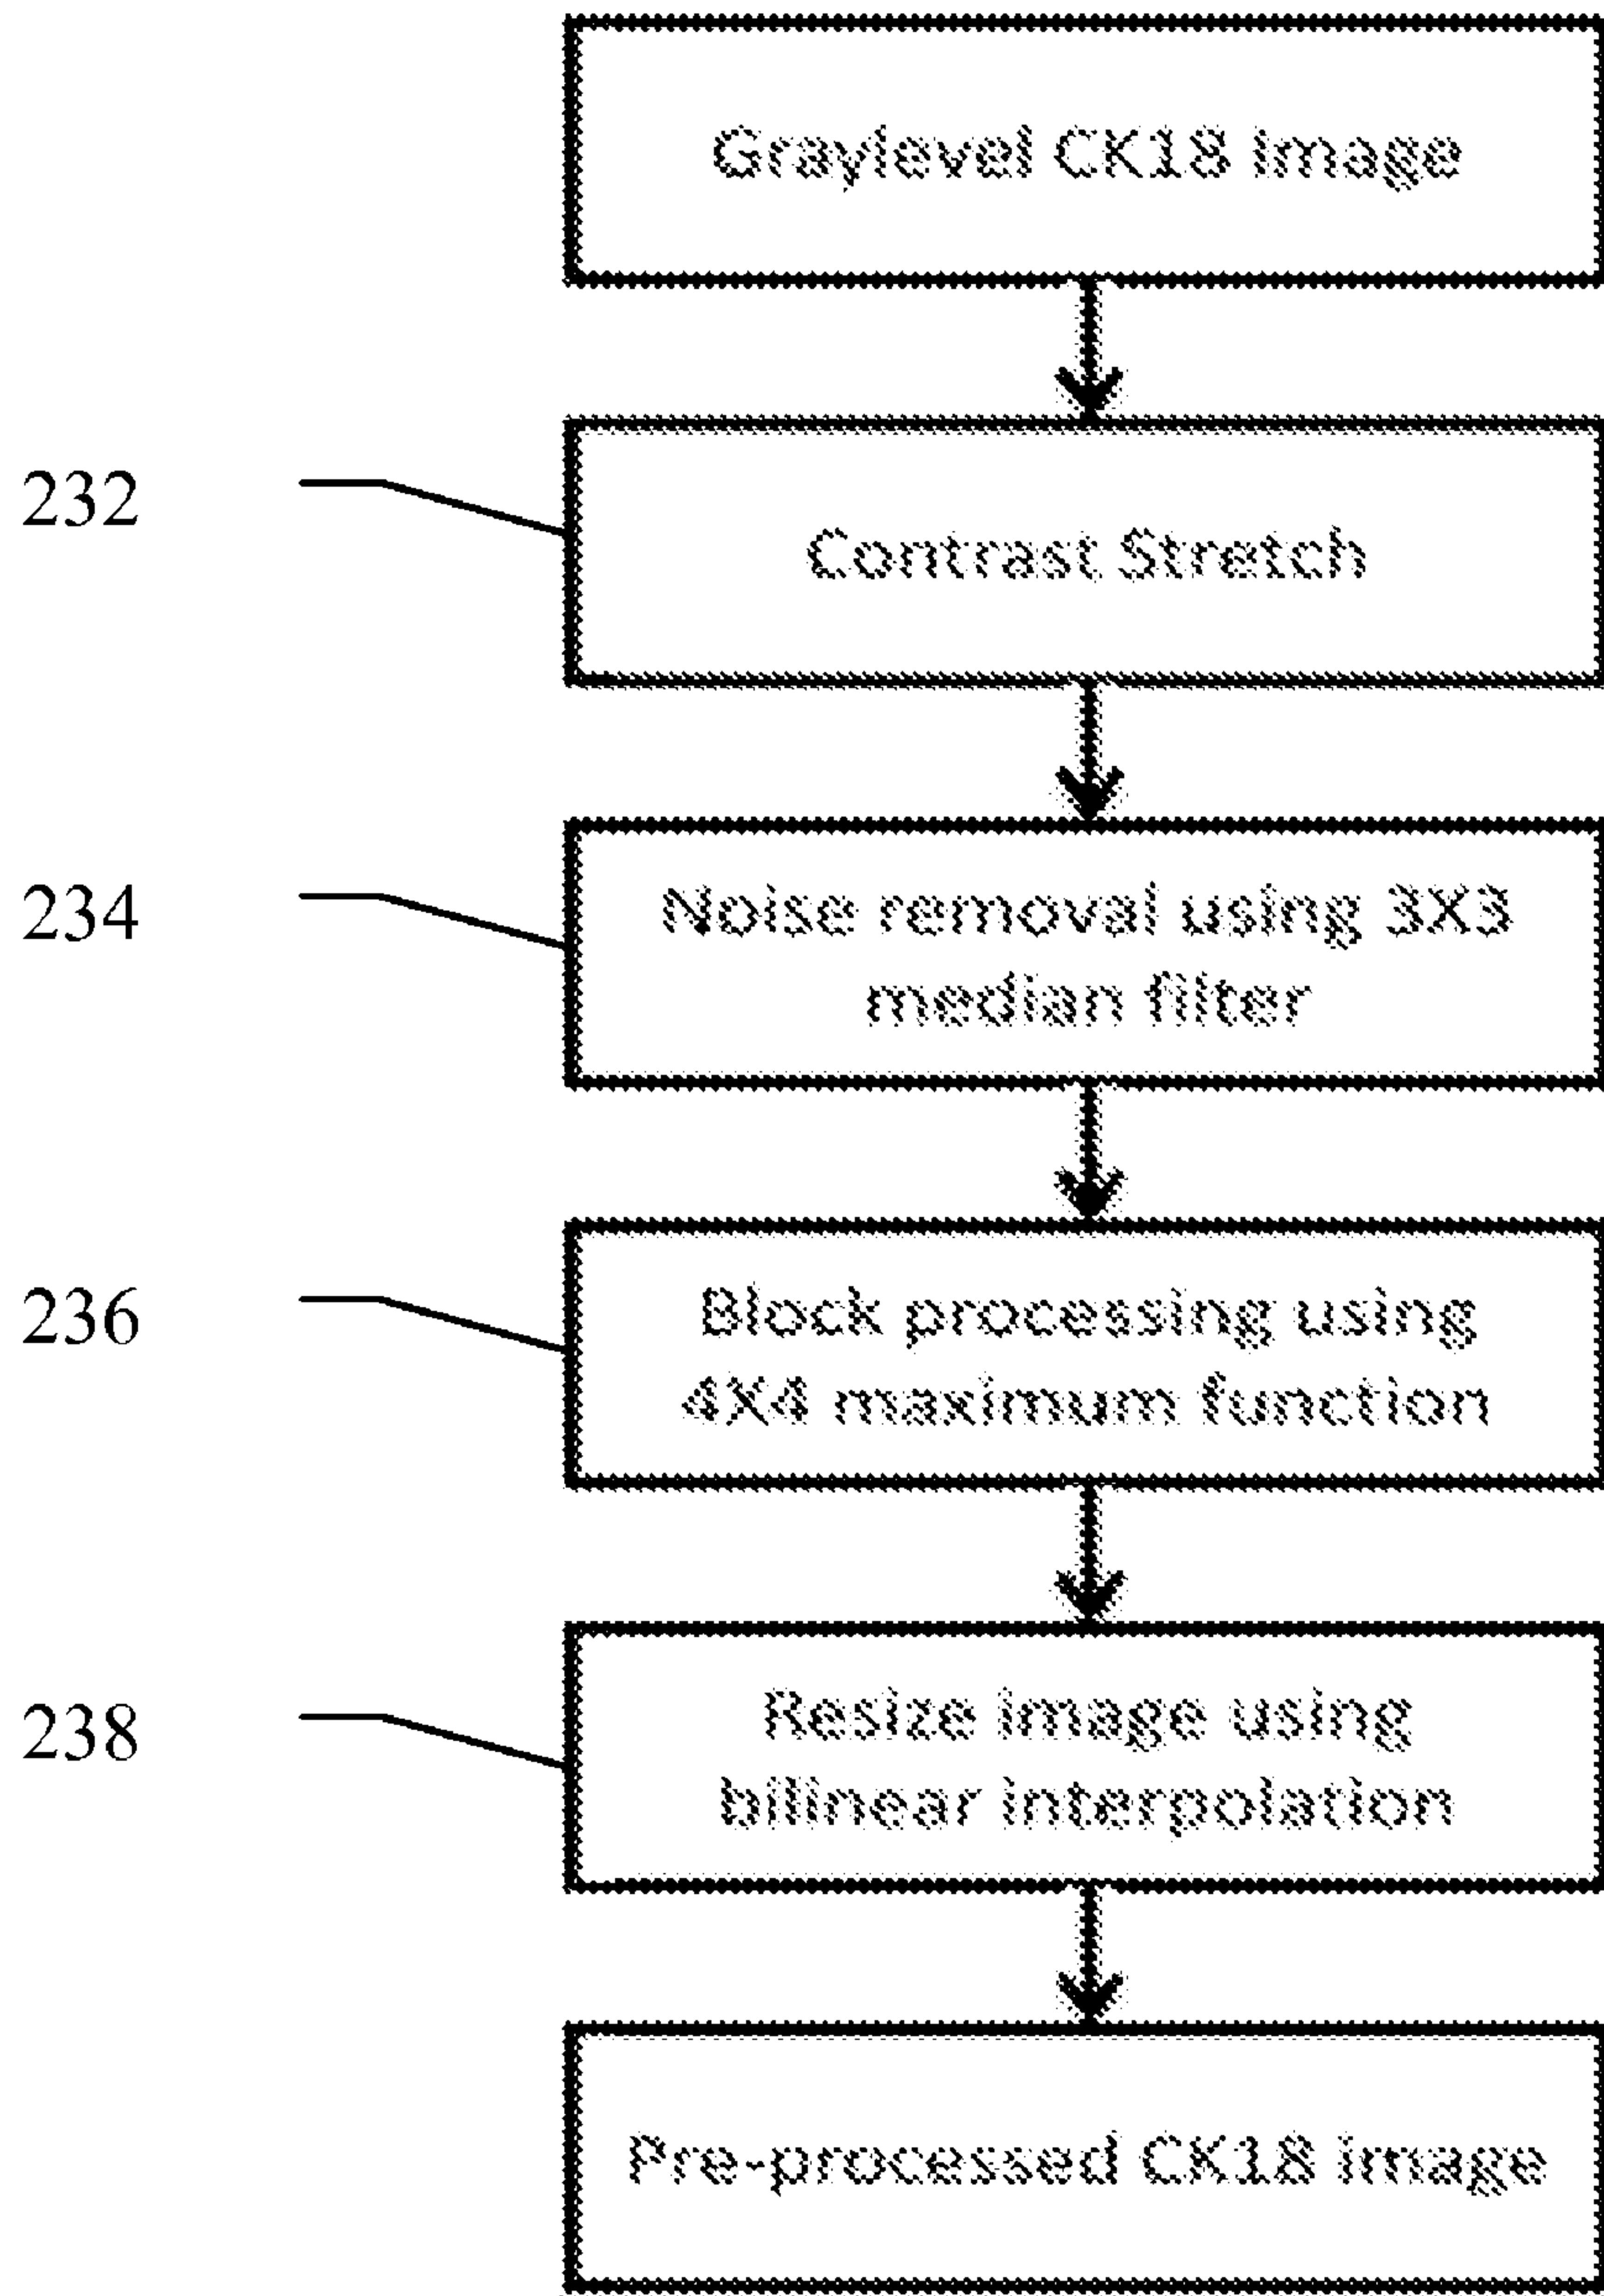 Graylevel CK18 image
232
Contrast Stretch
234
Noise removal using 3X3
median filter
236
Block processing using
4X4 maximum function
238
Resize image using
bilinear interpolation
Pre-processed CK18 image